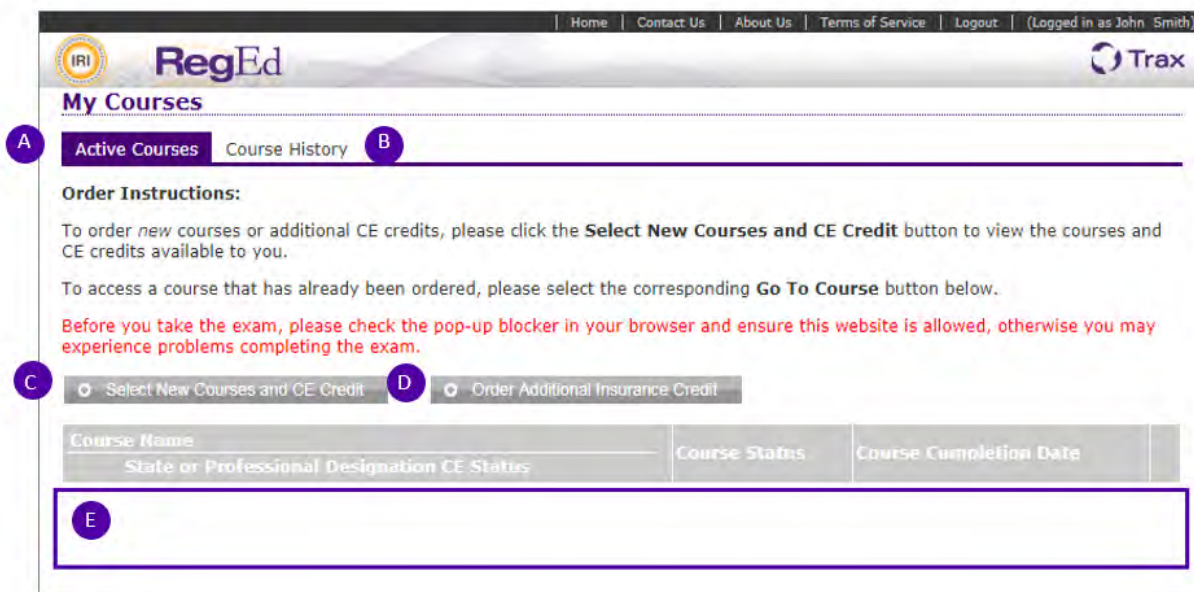 | Home | Contact Us | About Us | Terms of Service | Logout | (Logged in as John Smith)
IRI RegEd Trax
My Courses
A Active Courses Course History B
Order Instructions:
To order new courses or additional CE credits, please click the Select New Courses and CE Credit button to view the courses and
CE credits available to you.
To access a course that has already been ordered, please select the corresponding Go To Course button below.
Before you take the exam, please check the pop-up blocker in your browser and ensure this website is allowed, otherwise you may
experience problems completing the exam.
C Select New Courses and CE Credit D Order Additional Insurance Credit
Course Name
Course Status Course Completion Date
State or Professional Designation CE Status
E